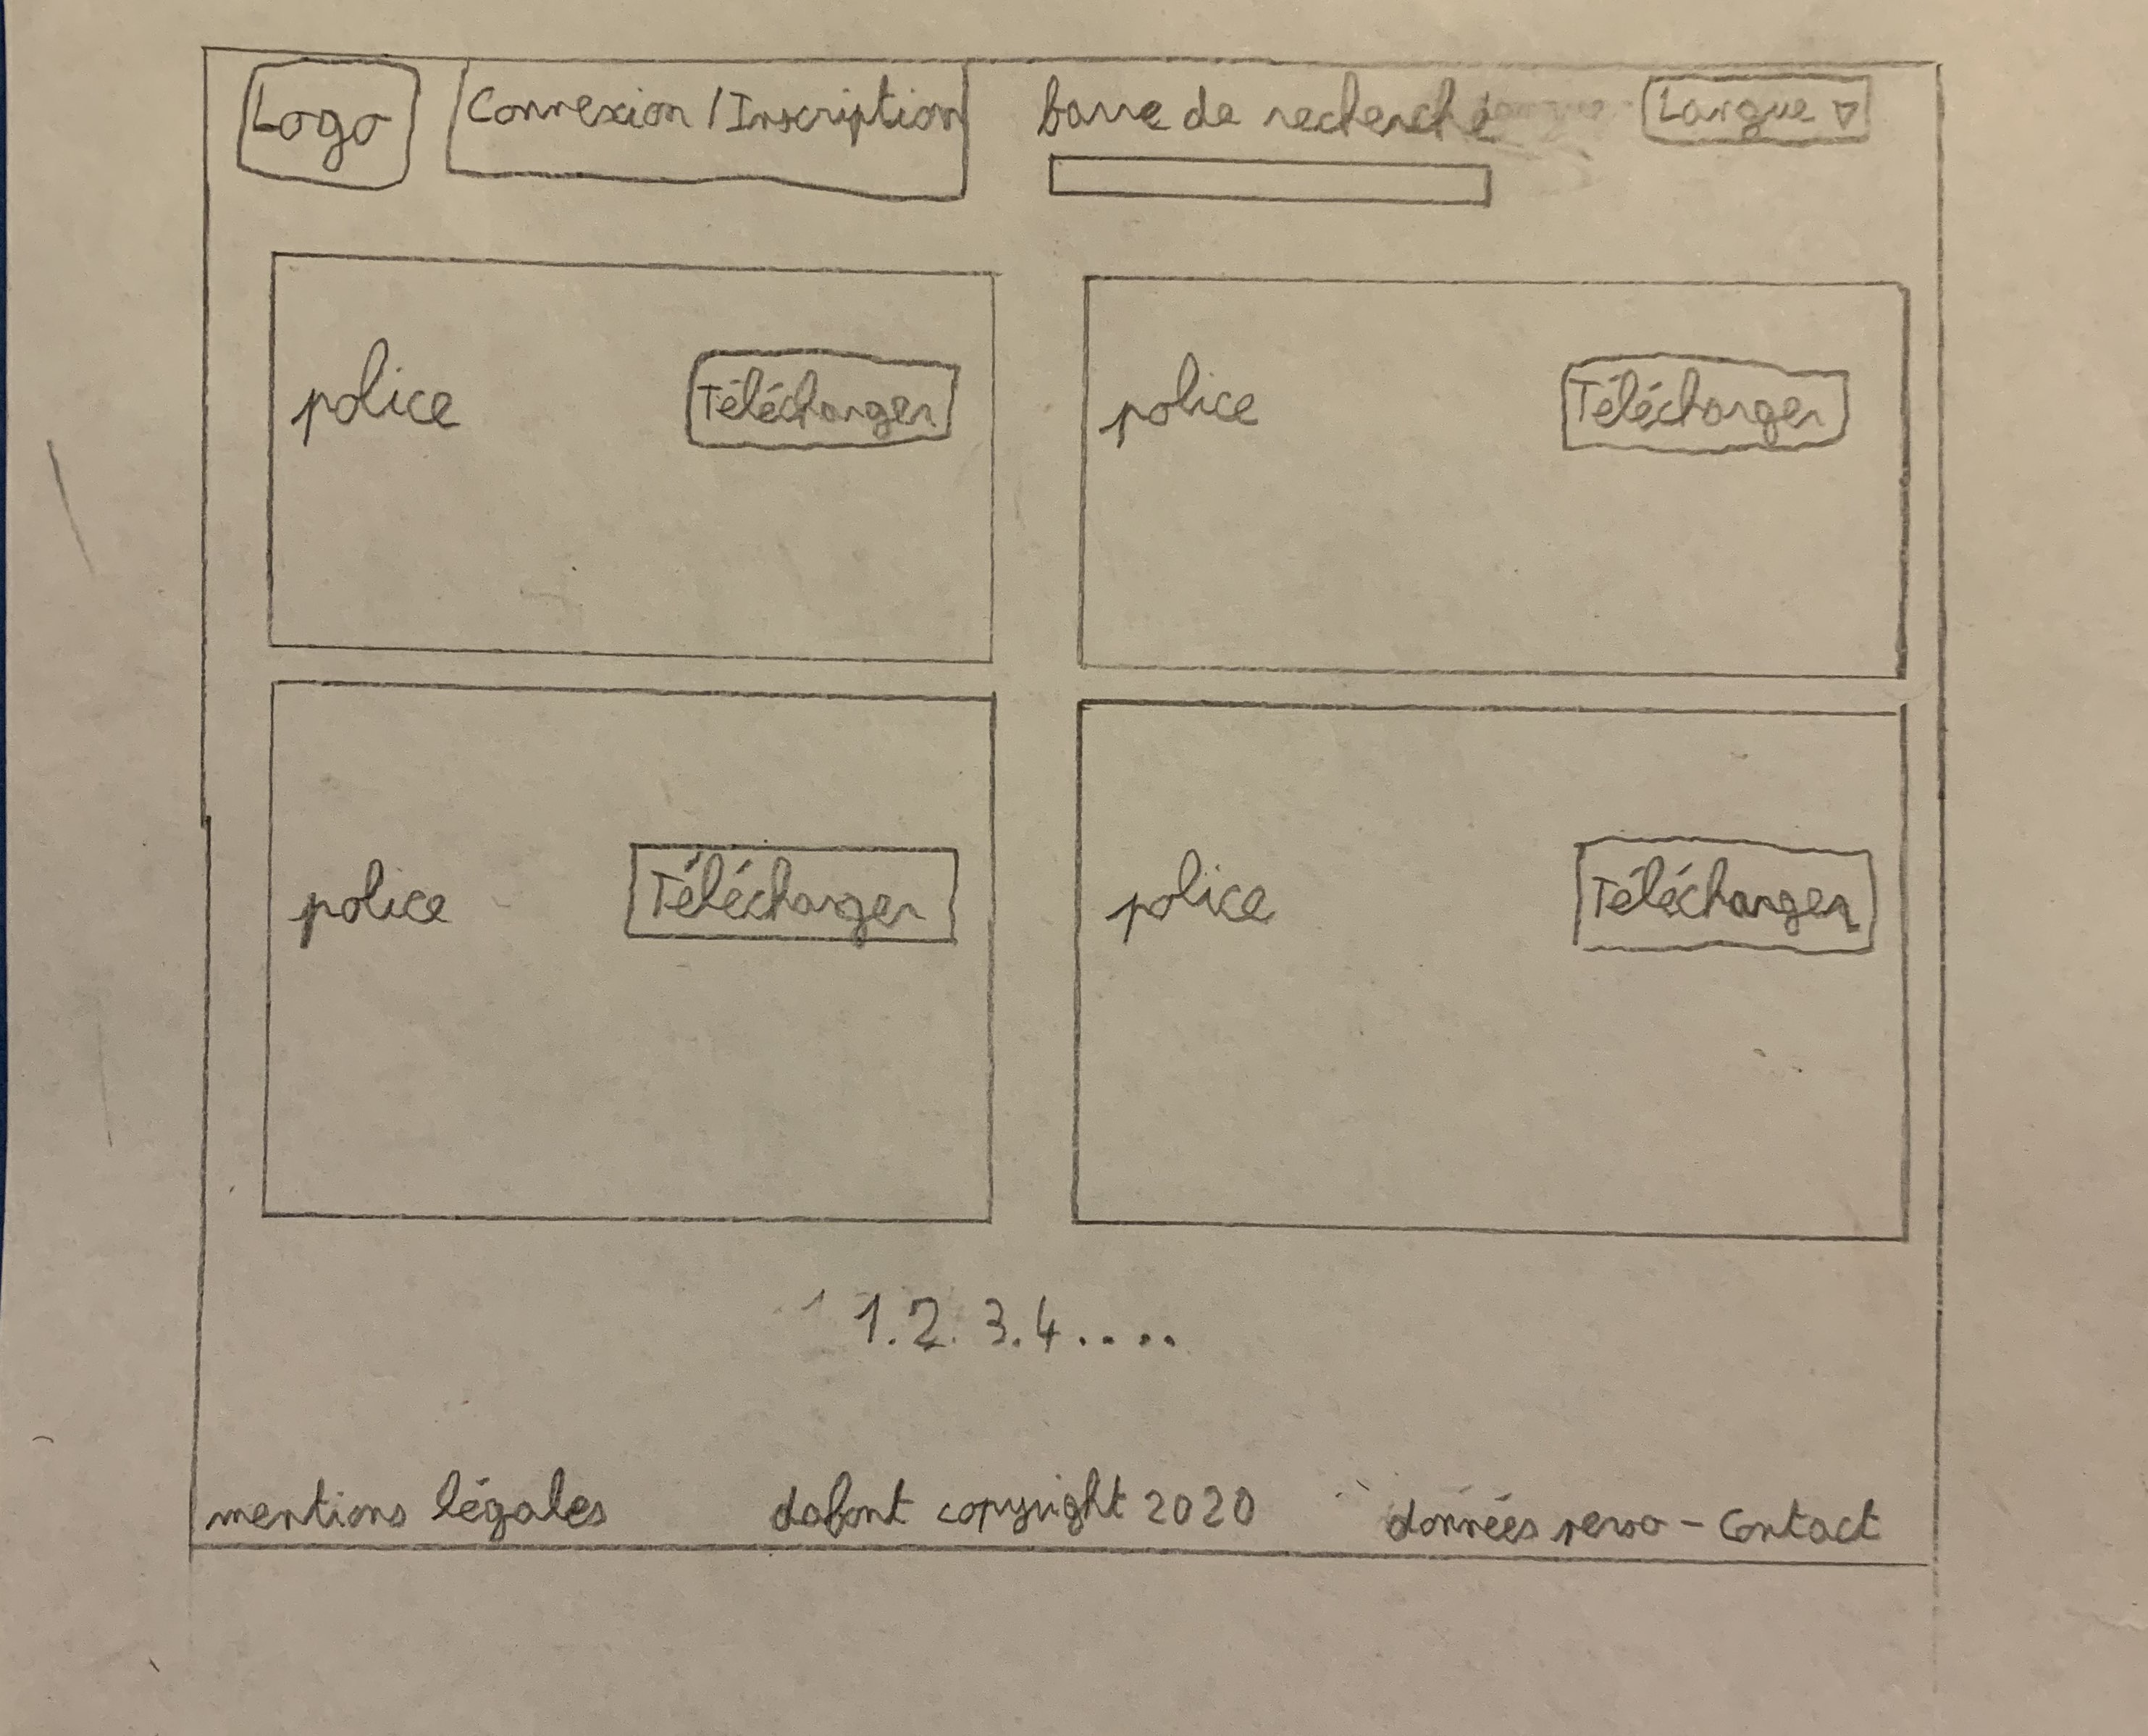 Logo
Connexion / Inscription
barre de recherche
Langue ▽
police
Télécharger
police
Télécharger
police
Télécharger
police
Télécharger
1.2.3.4....
mentions légales
dafont copyright 2020
données perso - Contact